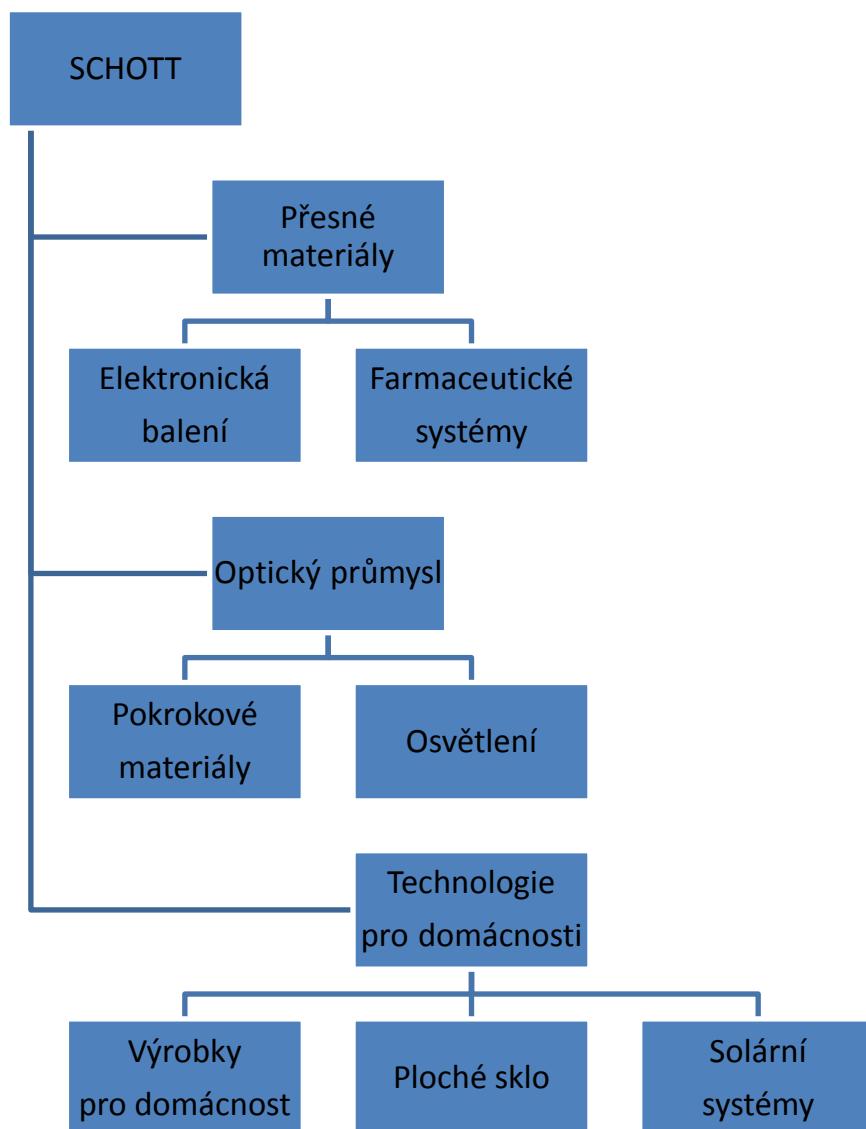 SCHOTT
Přesné
materiály
Elektronická
balení
Farmaceutické
systémy
Optický průmysl
Pokrokové
materiály
Osvětlení
Technologie
pro domácnosti
Výrobky
pro domácnost
Ploché sklo
Solární
systémy